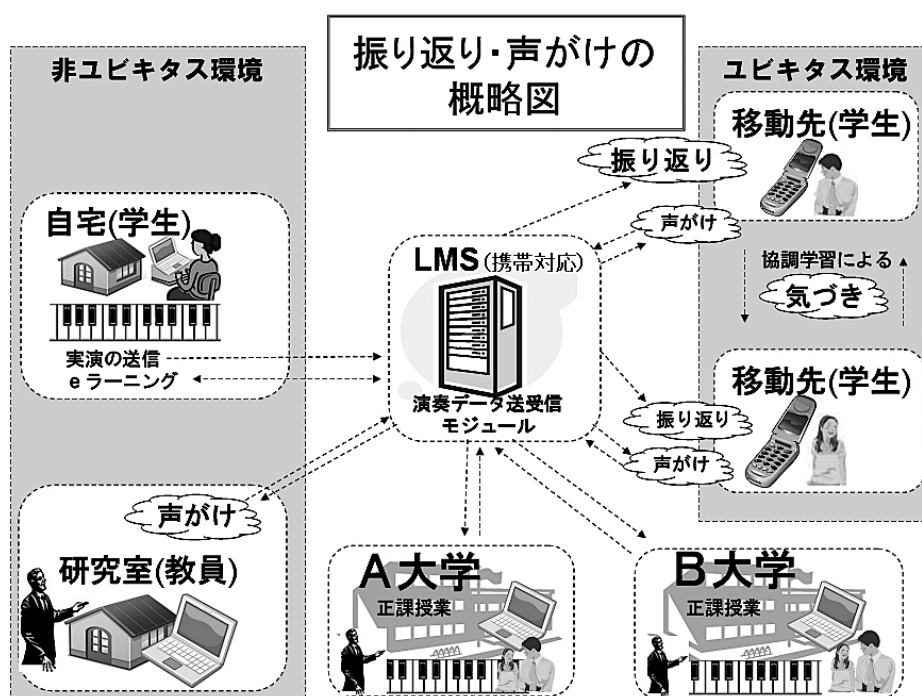 振り返り・声がけの
概略図
非ユビキタス環境
自宅(学生)
実演の送信
eラーニング
声がけ
研究室(教員)
LMS(携帯対応)
演奏データ送受信
モジュール
A大学
正課授業
B大学
正課授業
ユビキタス環境
移動先(学生)
振り返り
声がけ
協調学習による
気づき
移動先(学生)
振り返り
声がけ